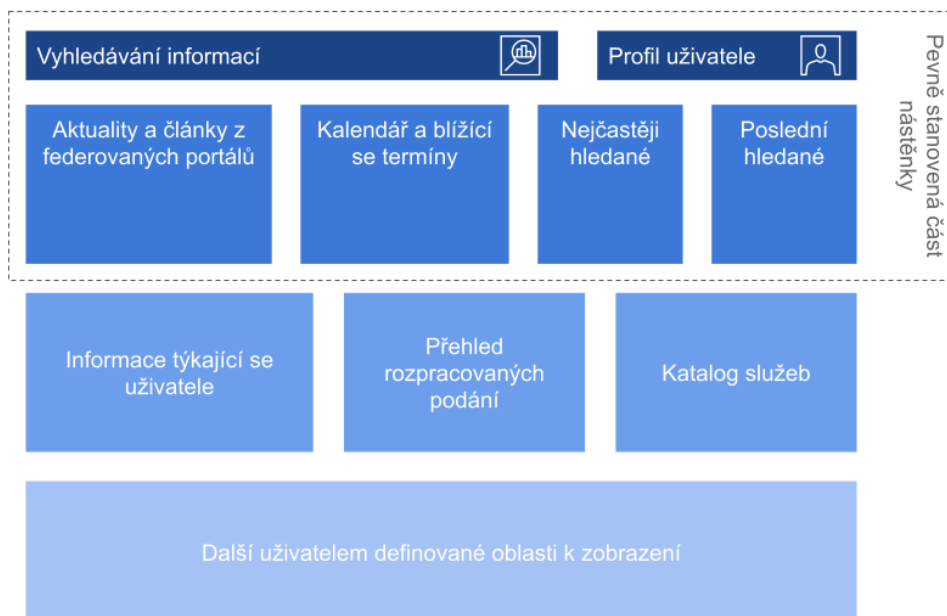 Vyhledávání informací
Profil uživatele
Aktuality a články z
federovaných portálů
Kalendář a blížící
se termíny
Nejčastěji
hledané
Poslední
hledané
Pevně stanovená část
nástěnky
Informace týkající se
uživatele
Přehled
rozpracovaných
podání
Katalog služeb
Další uživatelem definované oblasti k zobrazení